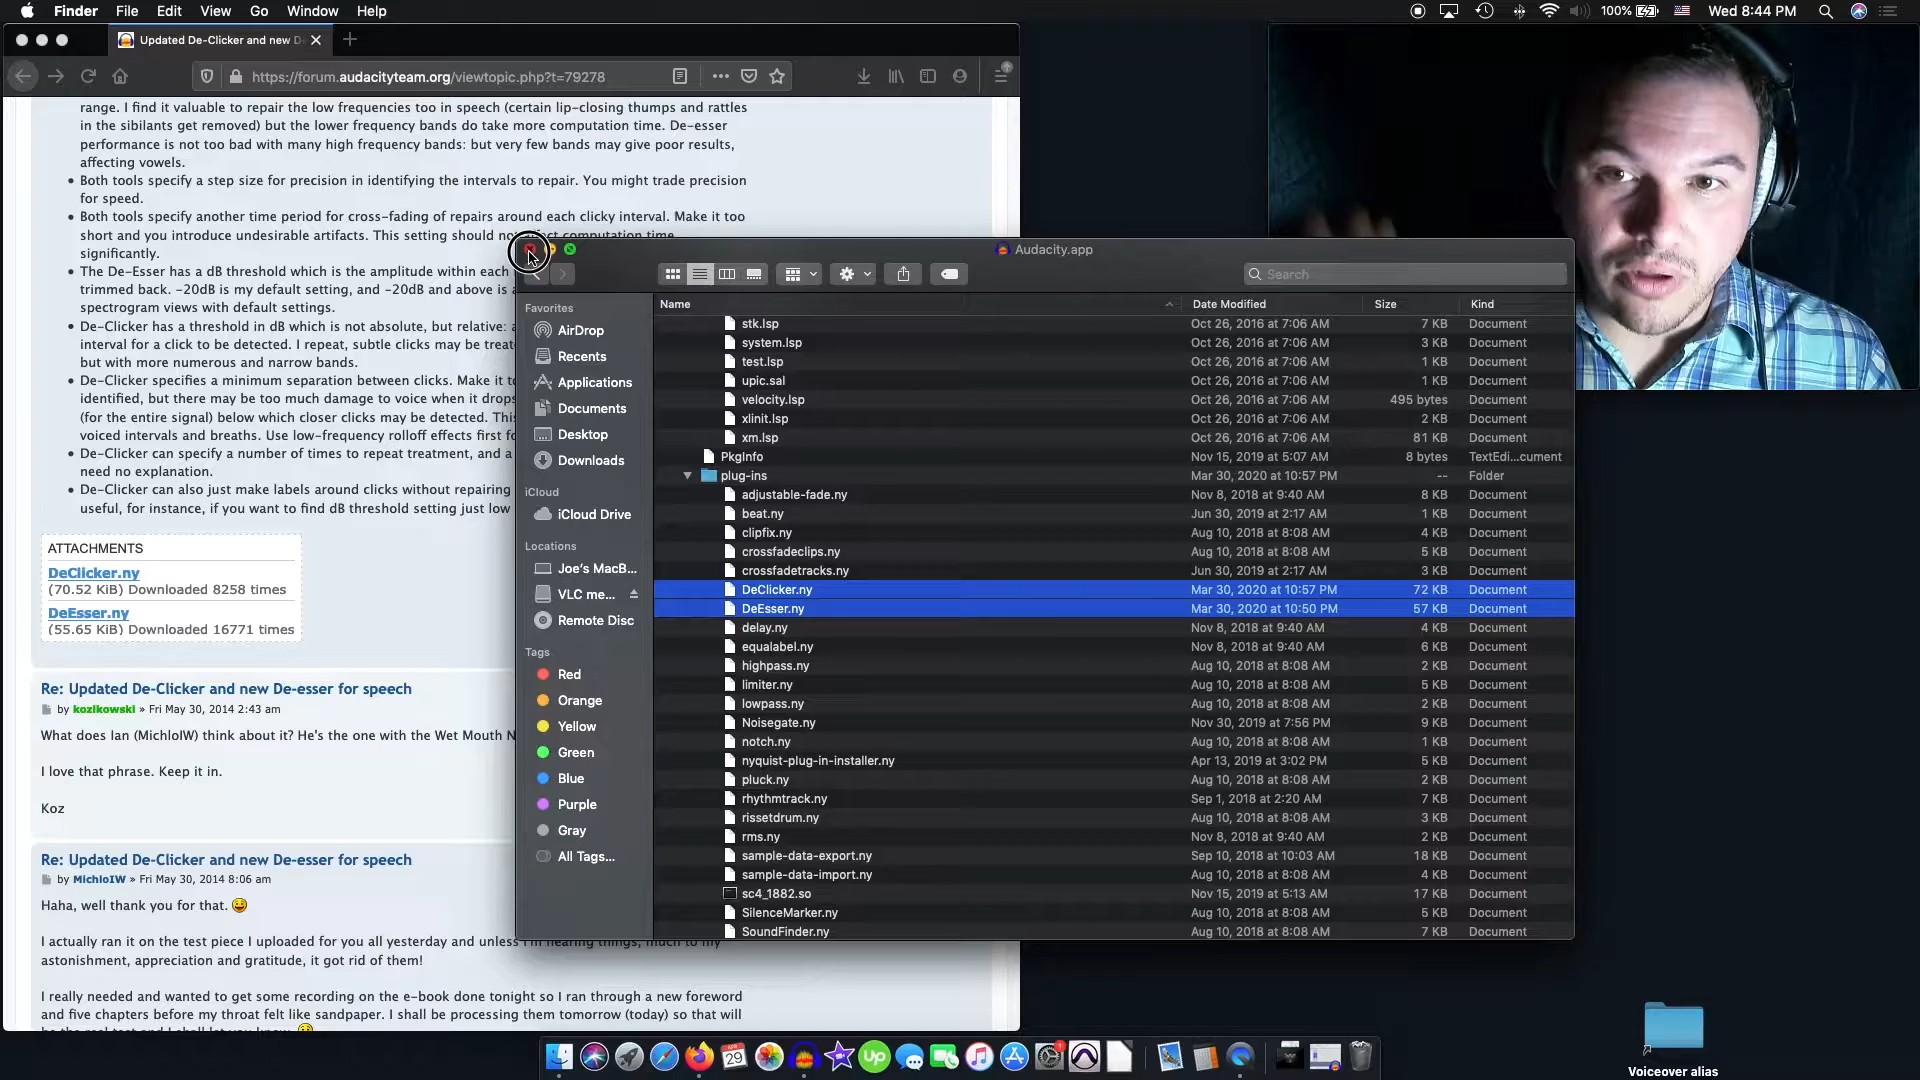 Finder File Edit View Go Window Help
100% Wed 8:44 PM
Updated De-Clicker and new D
https://forum.audacityteam.org/viewtopic.php?t=79278
range. I find it valuable to repair the low frequencies too in speech (certain lip-closing thumps and rattles
in the sibilants get removed) but the lower frequency bands do take more computation time. De-esser
performance is not too bad with many high frequency bands: but very few bands may give poor results,
affecting vowels.
• Both tools specify a step size for precision in identifying the intervals to repair. You might trade precision
for speed.
• Both tools specify another time period for cross-fading of repairs around each clicky interval. Make it too
short and you introduce undesirable artifacts. This setting should not affect computation time
significantly.
• The De-Esser has a dB threshold which is the amplitude within each
trimmed back. -20dB is my default setting, and -20dB and above is a
spectrogram views with default settings.
• De-Clicker has a threshold in dB which is not absolute, but relative: a
interval for a click to be detected. I repeat, subtle clicks may be treate
but with more numerous and narrow bands.
• De-Clicker specifies a minimum separation between clicks. Make it to
identified, but there may be too much damage to voice when it drops
(for the entire signal) below which closer clicks may be detected. This
voiced intervals and breaths. Use low-frequency rolloff effects first fo
• De-Clicker can specify a number of times to repeat treatment, and a
need no explanation.
• De-Clicker can also just make labels around clicks without repairing
useful, for instance, if you want to find dB threshold setting just low
ATTACHMENTS
DeClicker.ny
(70.52 KiB) Downloaded 8258 times
DeEsser.ny
(55.65 KiB) Downloaded 16771 times
Re: Updated De-Clicker and new De-esser for speech
by kozikowski » Fri May 30, 2014 2:43 am
What does Ian (MichloIW) think about it? He's the one with the Wet Mouth N
I love that phrase. Keep it in.
Koz
Re: Updated De-Clicker and new De-esser for speech
by MichloIW » Fri May 30, 2014 8:06 am
Haha, well thank you for that.
I actually ran it on the test piece I uploaded for you all yesterday and unless I'm hearing things, much to my
astonishment, appreciation and gratitude, it got rid of them!
I really needed and wanted to get some recording on the e-book done tonight so I ran through a new foreword
and five chapters before my throat felt like sandpaper. I shall be processing them tomorrow (today) so that will
Audacity.app
Search
Favorites
AirDrop
Recents
Applications
Documents
Desktop
Downloads
iCloud
iCloud Drive
Locations
Joe's MacB...
VLC me...
Remote Disc
Tags
Red
Orange
Yellow
Green
Blue
Purple
Gray
All Tags...
Name Date Modified Size Kind
stk.lsp Oct 26, 2016 at 7:06 AM 7 KB Document
system.lsp Oct 26, 2016 at 7:06 AM 3 KB Document
test.lsp Oct 26, 2016 at 7:06 AM 1 KB Document
upic.sal Oct 26, 2016 at 7:06 AM 1 KB Document
velocity.lsp Oct 26, 2016 at 7:06 AM 495 bytes Document
xlinit.lsp Oct 26, 2016 at 7:06 AM 2 KB Document
xm.lsp Oct 26, 2016 at 7:06 AM 81 KB Document
PkgInfo Nov 15, 2019 at 5:07 AM 8 bytes TextEdi...cument
plug-ins Mar 30, 2020 at 10:57 PM -- Folder
adjustable-fade.ny Nov 8, 2018 at 9:40 AM 8 KB Document
beat.ny Jun 30, 2019 at 2:17 AM 1 KB Document
clipfix.ny Aug 10, 2018 at 8:08 AM 4 KB Document
crossfadeclips.ny Aug 10, 2018 at 8:08 AM 5 KB Document
crossfadetracks.ny Jun 30, 2019 at 2:17 AM 3 KB Document
DeClicker.ny Mar 30, 2020 at 10:57 PM 72 KB Document
DeEsser.ny Mar 30, 2020 at 10:50 PM 57 KB Document
delay.ny Nov 8, 2018 at 9:40 AM 4 KB Document
equalabel.ny Nov 8, 2018 at 9:40 AM 6 KB Document
highpass.ny Aug 10, 2018 at 8:08 AM 2 KB Document
limiter.ny Aug 10, 2018 at 8:08 AM 5 KB Document
lowpass.ny Aug 10, 2018 at 8:08 AM 2 KB Document
Noisegate.ny Nov 30, 2019 at 7:56 PM 9 KB Document
notch.ny Aug 10, 2018 at 8:08 AM 1 KB Document
nyquist-plug-in-installer.ny Apr 13, 2019 at 3:02 PM 5 KB Document
pluck.ny Aug 10, 2018 at 8:08 AM 2 KB Document
rhythmtrack.ny Sep 1, 2018 at 2:20 AM 7 KB Document
rissetdrum.ny Aug 10, 2018 at 8:08 AM 3 KB Document
rms.ny Nov 8, 2018 at 9:40 AM 2 KB Document
sample-data-export.ny Sep 10, 2018 at 10:03 AM 18 KB Document
sample-data-import.ny Aug 10, 2018 at 8:08 AM 4 KB Document
sc4_1882.so Nov 15, 2019 at 5:13 AM 17 KB Document
SilenceMarker.ny Aug 10, 2018 at 8:08 AM 5 KB Document
SoundFinder.ny Aug 10, 2018 at 8:08 AM 7 KB Document
29
Up
1
Voiceover alias